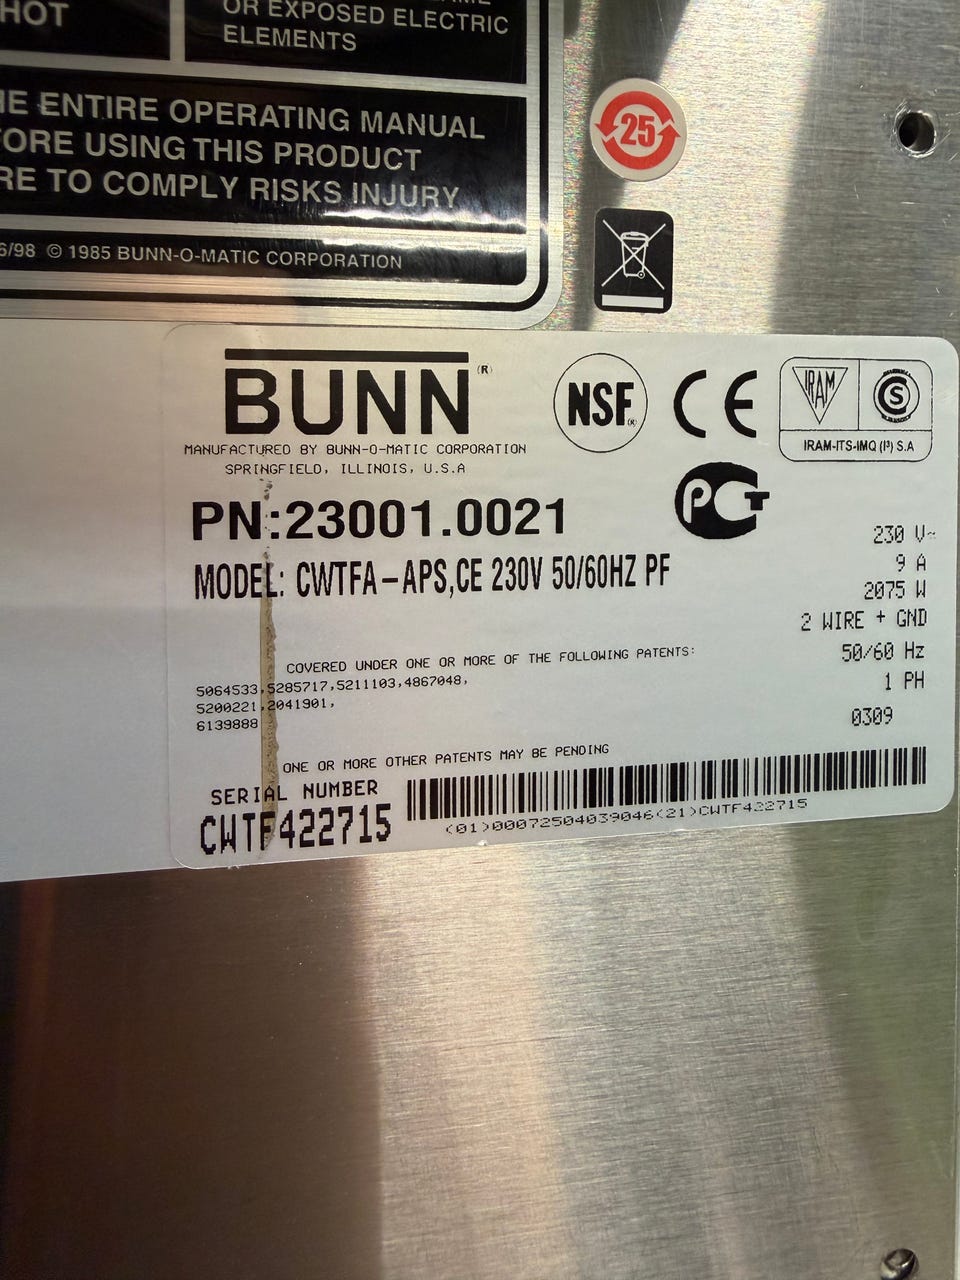 HOT
OR EXPOSED ELECTRIC
ELEMENTS
ENTIRE OPERATING MANUAL
USING THIS PRODUCT
TO COMPLY RISKS INJURY
6/98 © 1985 BUNN-O-MATIC CORPORATION
25
BUNN (R)
MANUFACTURED BY BUNN-O-MATIC CORPORATION
SPRINGFIELD, ILLINOIS, U.S.A
NSF®
CE
IRAM
S
IRAM-ITS-IMQ (I³) S.A
PCT
PN:23001.0021
MODEL: CWTFA-APS,CE 230V 50/60HZ PF
230 V~
9 A
2075 W
2 WIRE + GND
50/60 Hz
1 PH
0309
COVERED UNDER ONE OR MORE OF THE FOLLOWING PATENTS:
5064533,5285717,5211103,4867048,
5200221,2041901,
6139888
ONE OR MORE OTHER PATENTS MAY BE PENDING
SERIAL NUMBER
CWTF422715
(01)00072504039046(21)CWTF422715